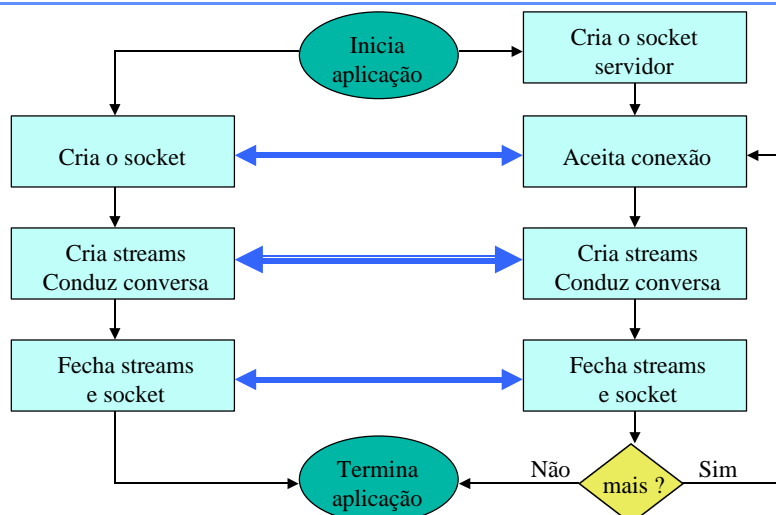 Inicia
aplicação
Cria o socket
servidor
Cria o socket
Aceita conexão
Cria streams
Conduz conversa
Cria streams
Conduz conversa
Fecha streams
e socket
Fecha streams
e socket
Termina
aplicação
Não
mais ?
Sim